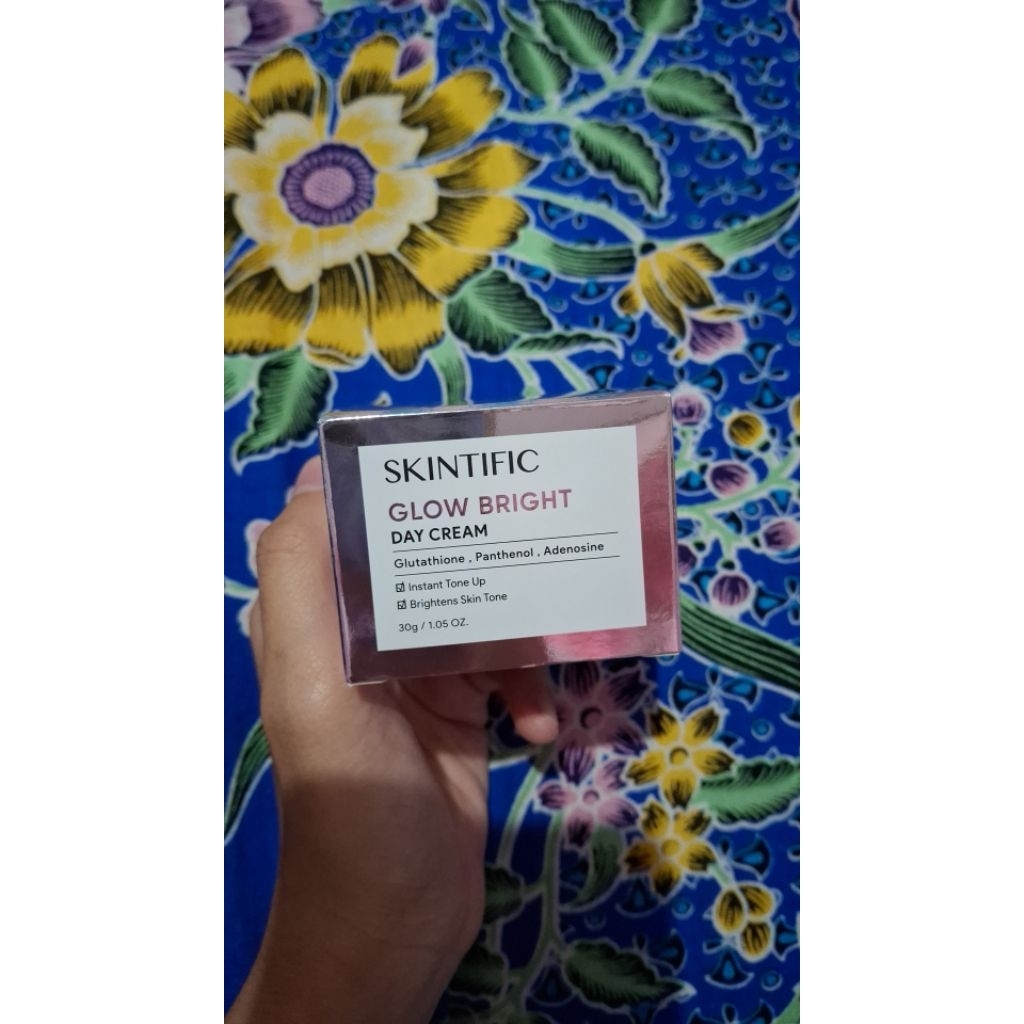 SKINTIFIC
GLOW BRIGHT
DAY CREAM
Glutathione , Panthenol , Adenosine
☑ Instant Tone Up
☑ Brightens Skin Tone
30g / 1.05 OZ.